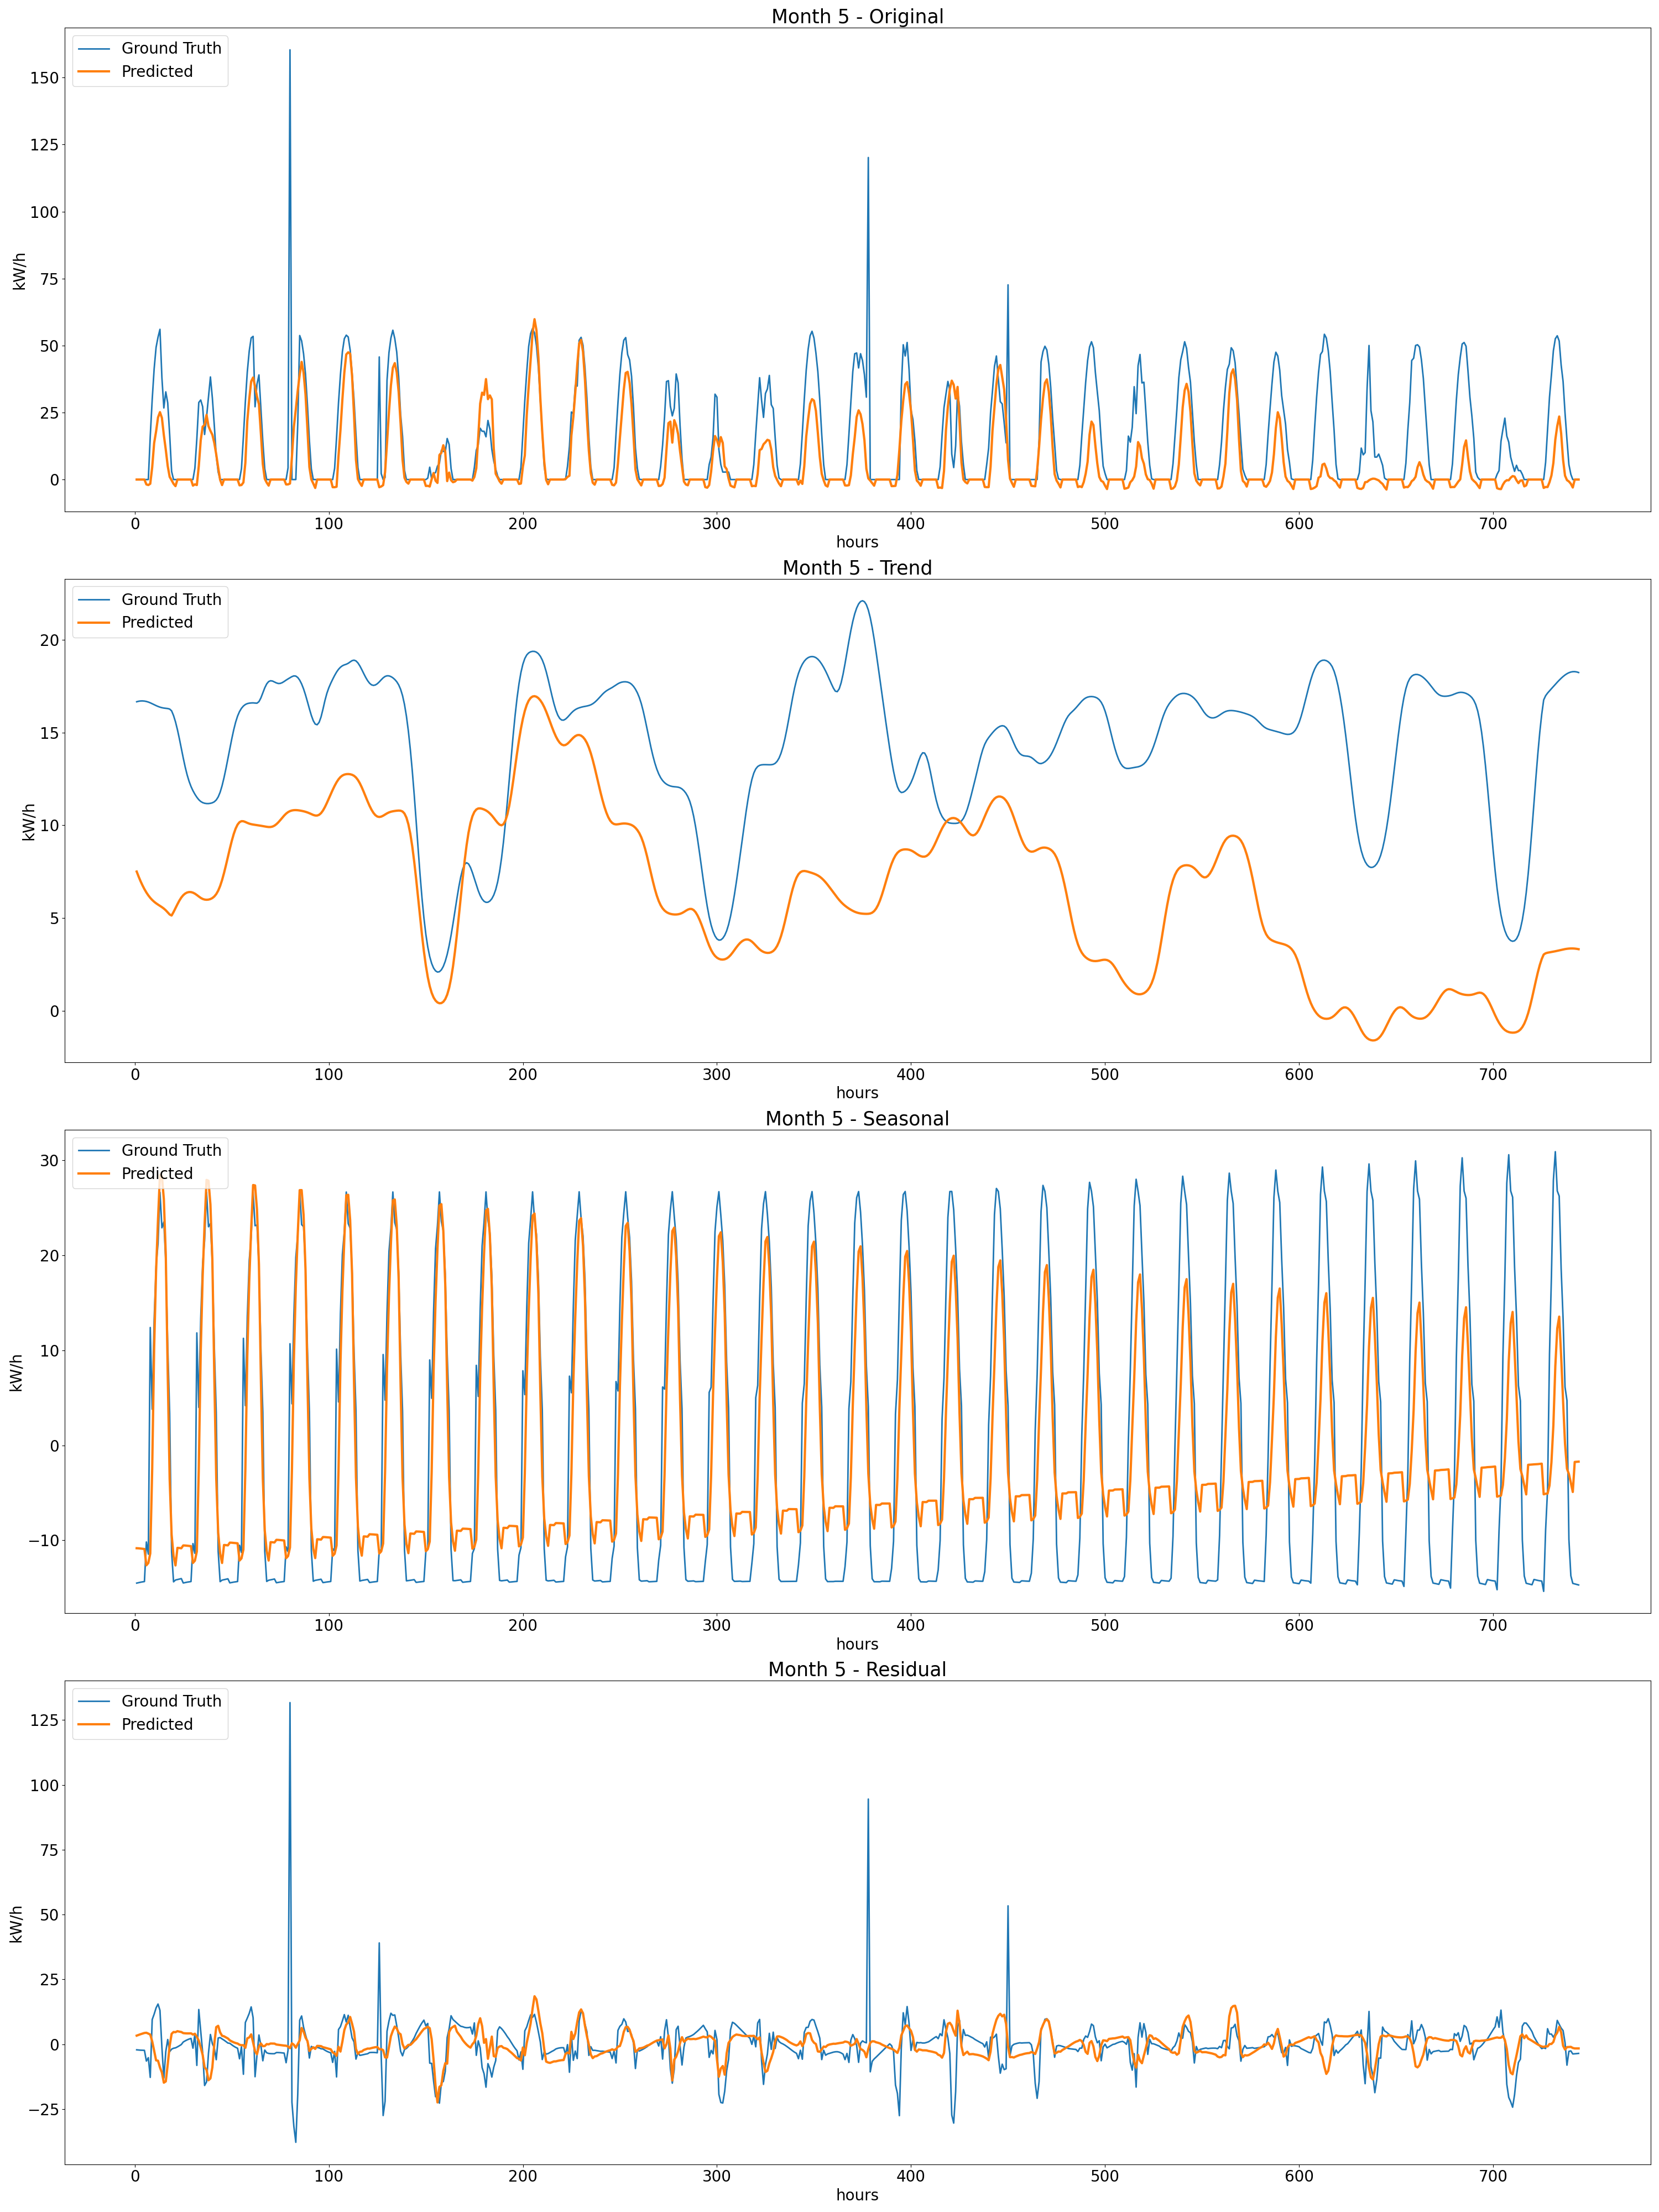 Month 5 - Original
Ground Truth
Predicted
150
125
100
75
50
25
0
kW/h
0 100 200 300 400 500 600 700
hours
Month 5 - Trend
Ground Truth
Predicted
20
15
10
5
0
kW/h
0 100 200 300 400 500 600 700
hours
Month 5 - Seasonal
Ground Truth
Predicted
30
20
10
0
−10
kW/h
0 100 200 300 400 500 600 700
hours
Month 5 - Residual
Ground Truth
Predicted
125
100
75
50
25
0
−25
kW/h
0 100 200 300 400 500 600 700
hours